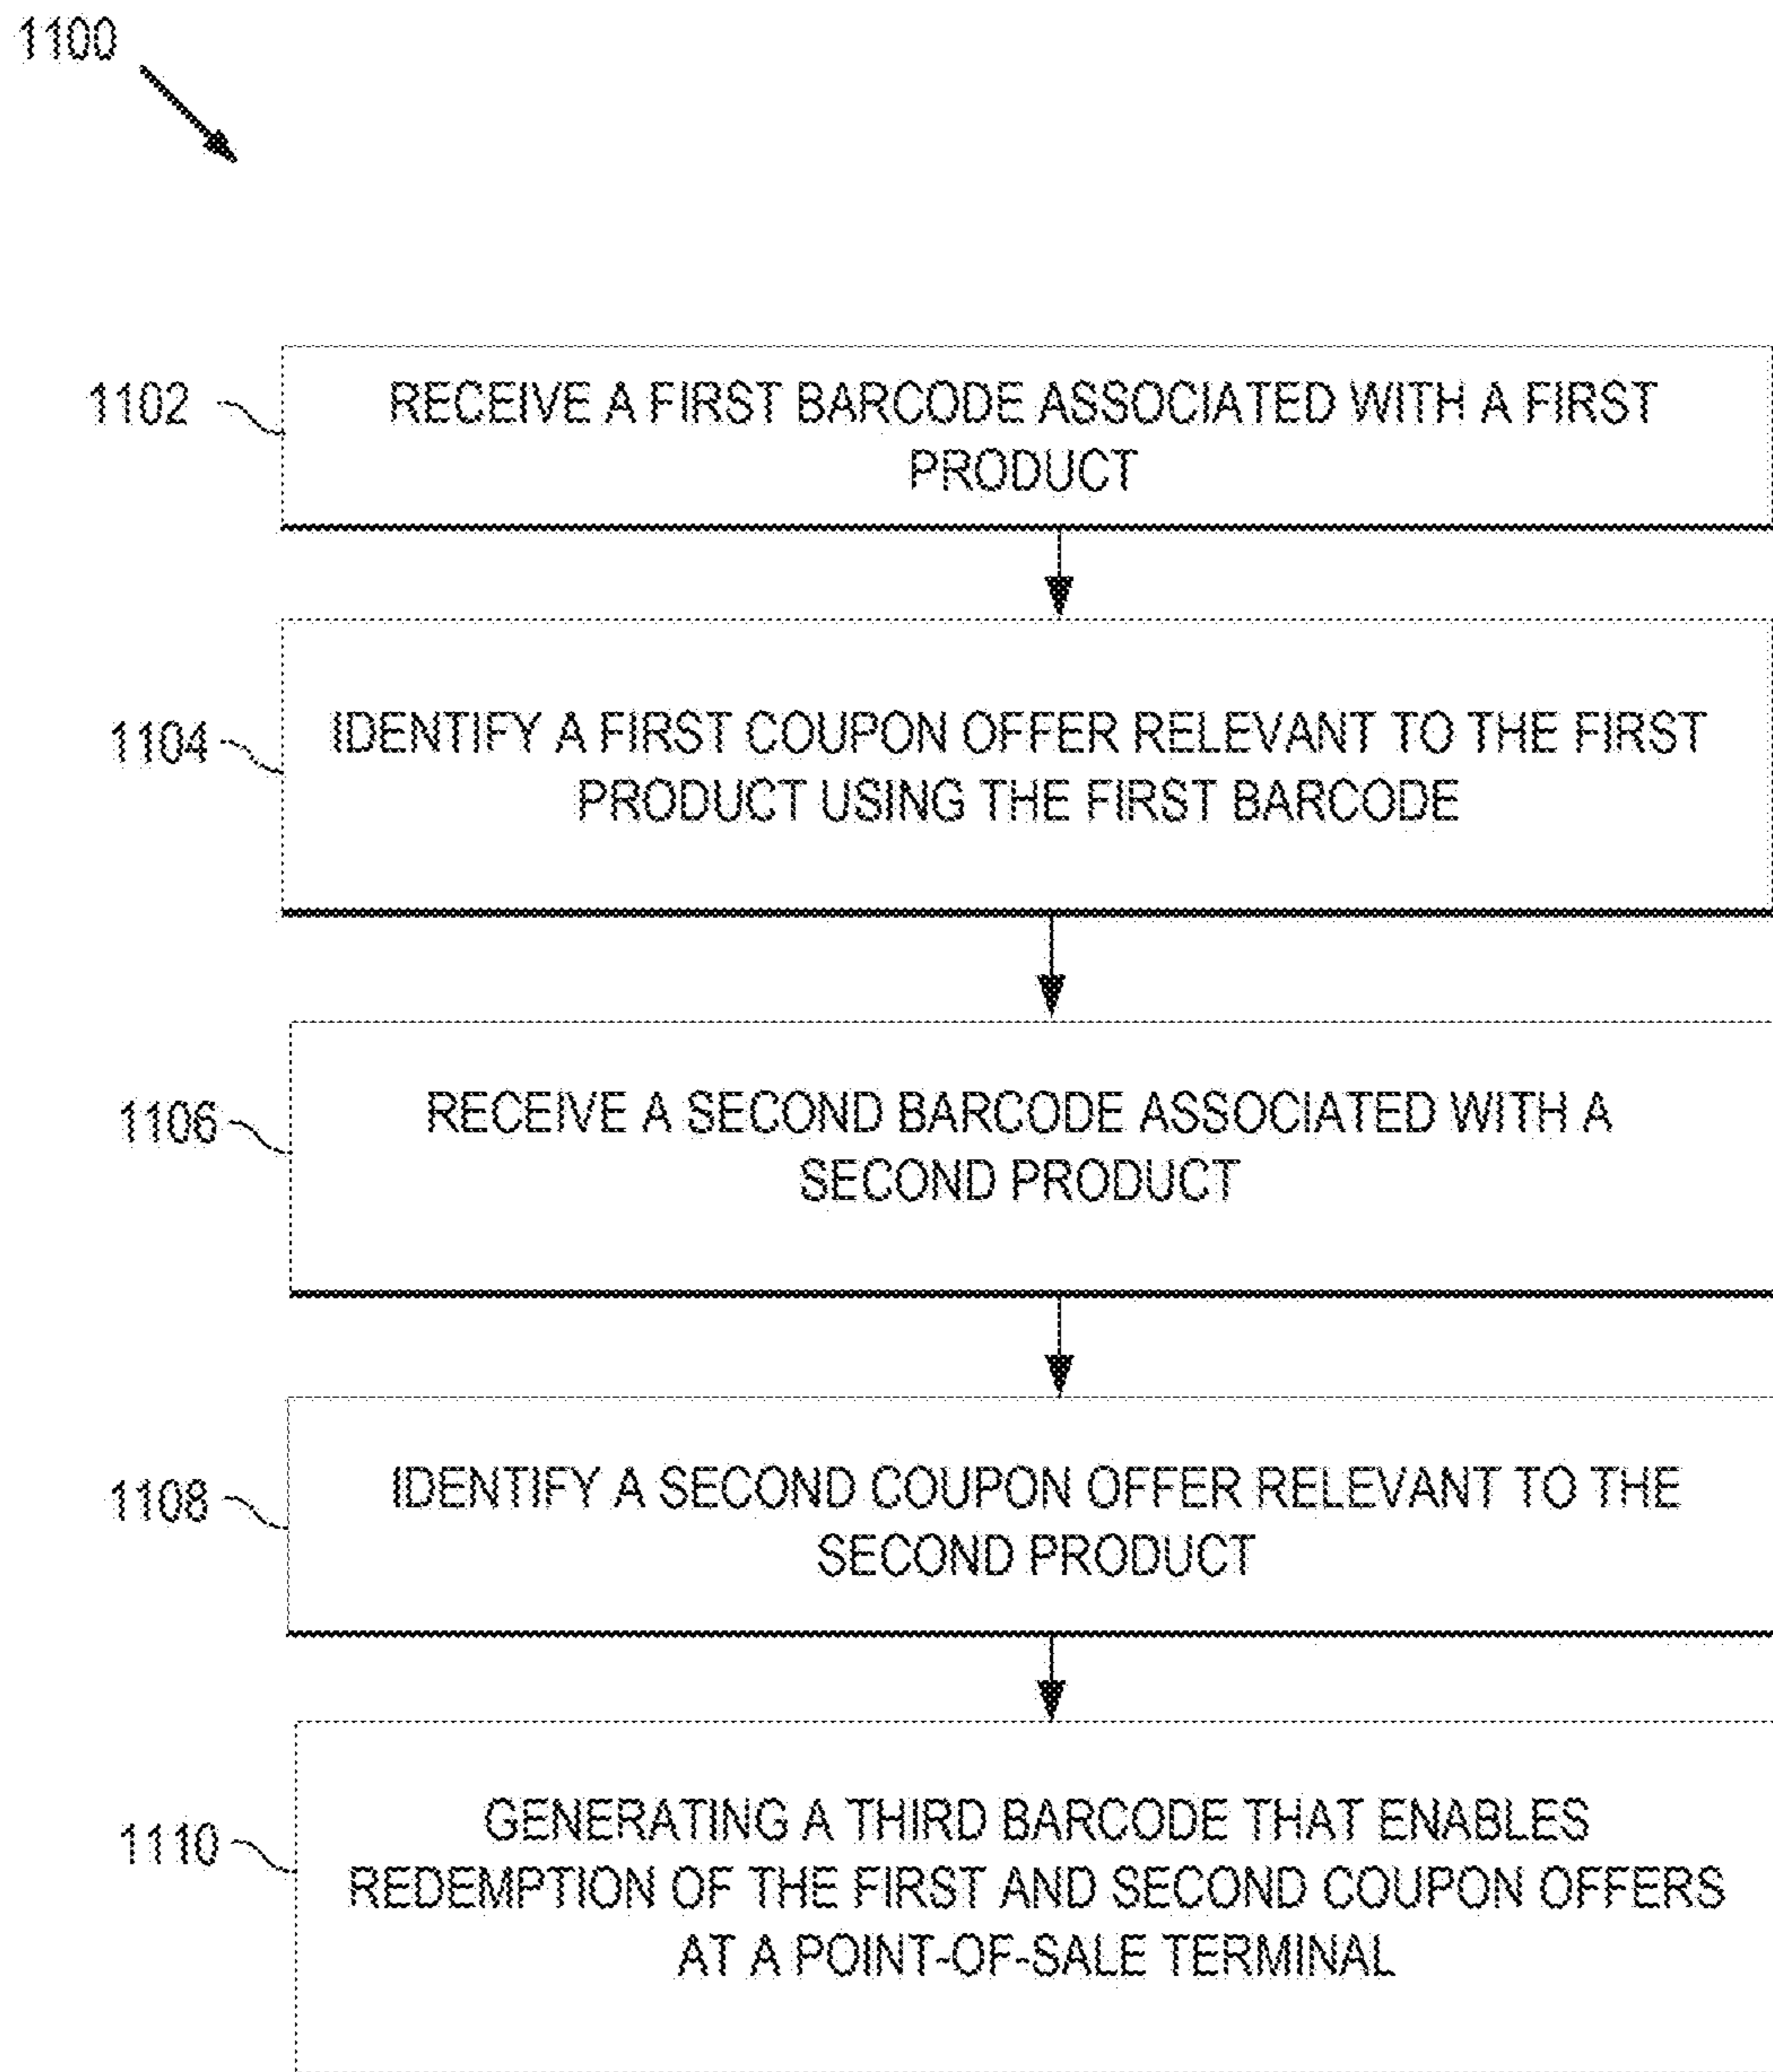 1100
1102
RECEIVE A FIRST BARCODE ASSOCIATED WITH A FIRST
PRODUCT
1104
IDENTIFY A FIRST COUPON OFFER RELEVANT TO THE FIRST
PRODUCT USING THE FIRST BARCODE
1106
RECEIVE A SECOND BARCODE ASSOCIATED WITH A
SECOND PRODUCT
1108
IDENTIFY A SECOND COUPON OFFER RELEVANT TO THE
SECOND PRODUCT
1110
GENERATING A THIRD BARCODE THAT ENABLES
REDEMPTION OF THE FIRST AND SECOND COUPON OFFERS
AT A POINT-OF-SALE TERMINAL